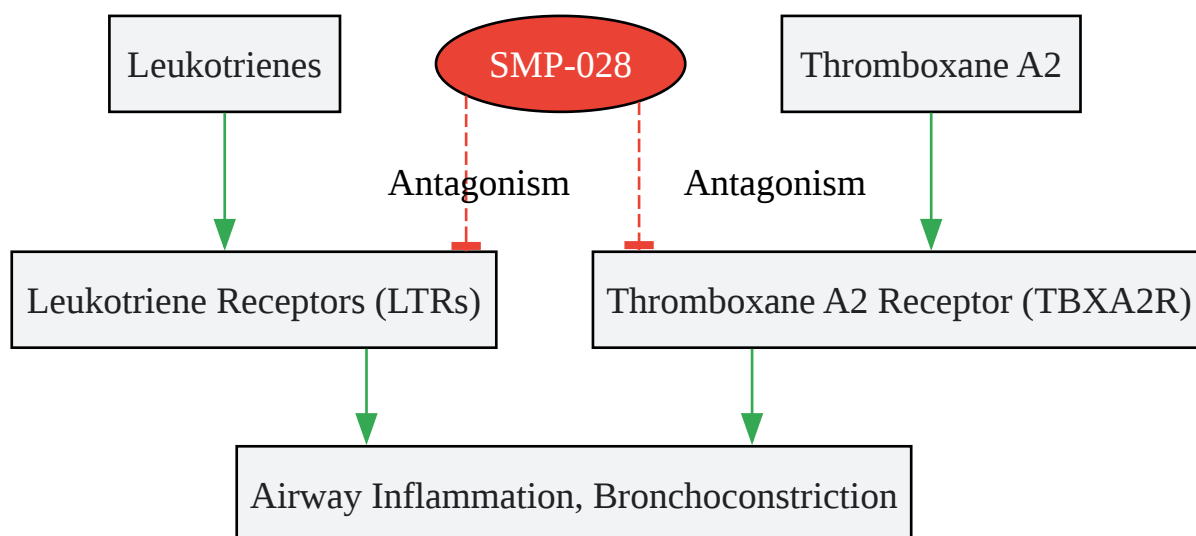 Leukotrienes
SMP-028
Thromboxane A2
Antagonism
Antagonism
Leukotriene Receptors (LTRs)
Thromboxane A2 Receptor (TBXA2R)
Airway Inflammation, Bronchoconstriction